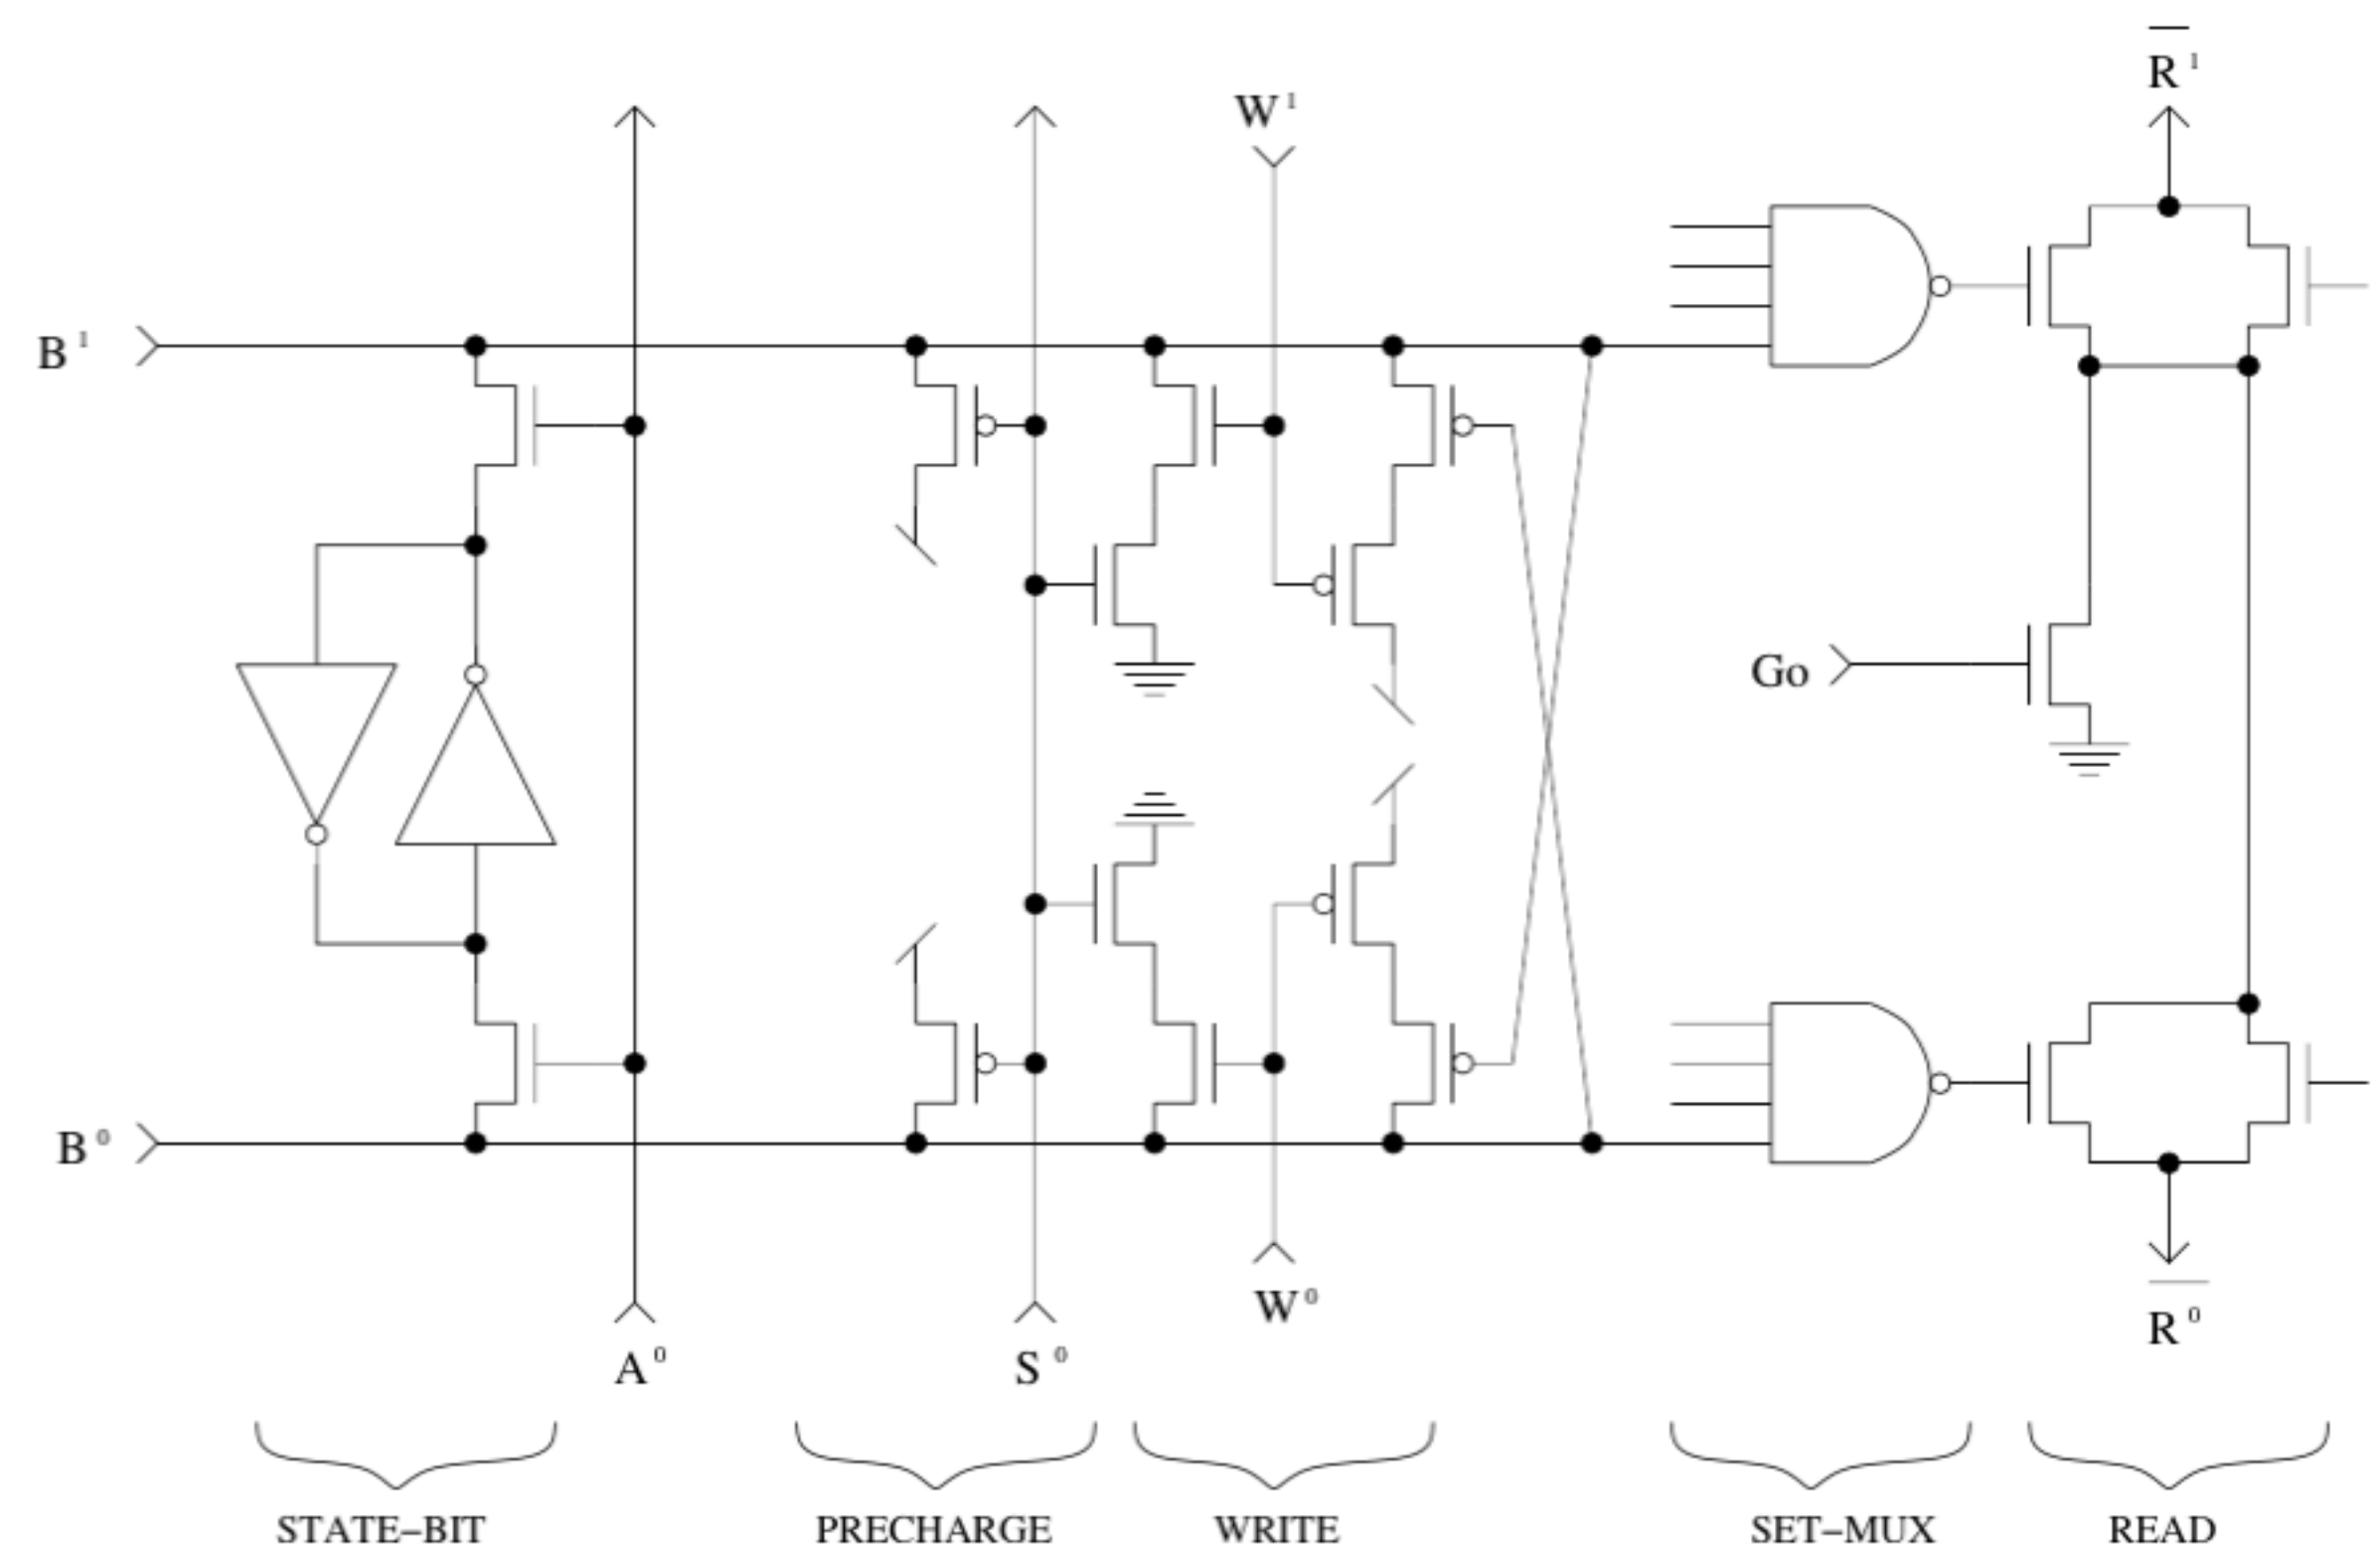 R̅¹
W¹
B¹
Go
B⁰
W⁰
R̅⁰
A⁰
S⁰
STATE–BIT PRECHARGE WRITE SET–MUX READ